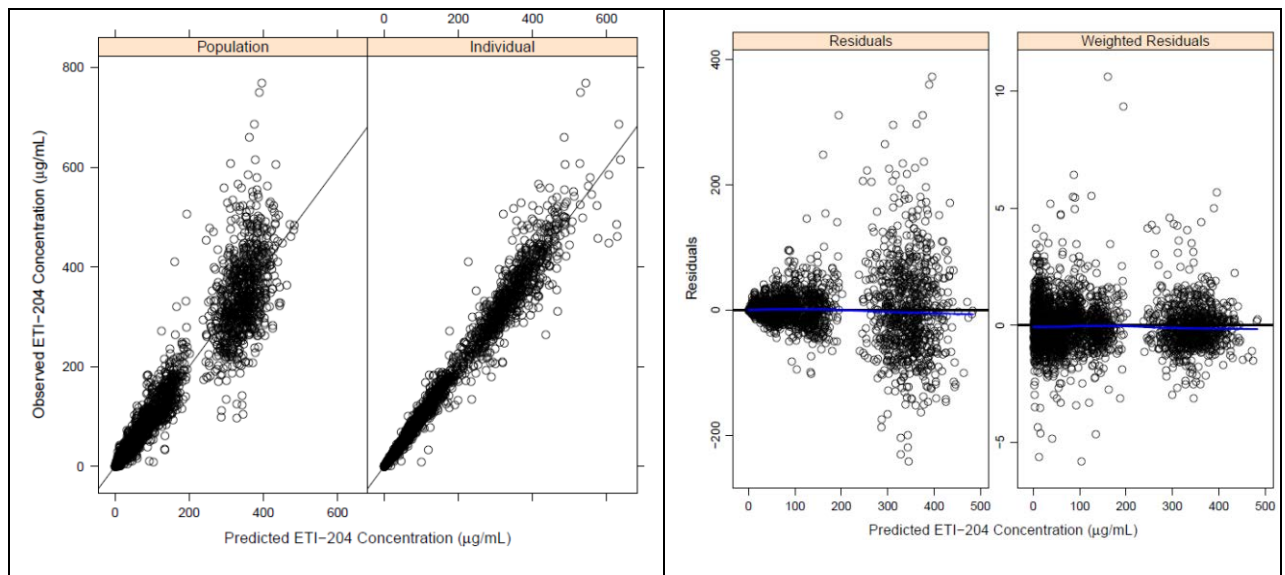 0 200 400 600
Population Individual
Observed ETI−204 Concentration (μg/mL)
800
600
400
200
0
0 200 400 600
Predicted ETI−204 Concentration (μg/mL)
Residuals Weighted Residuals
Residuals
400
200
0
−200
10
5
0
−5
0 100 200 300 400 500 0 100 200 300 400 500
Predicted ETI−204 Concentration (μg/mL)